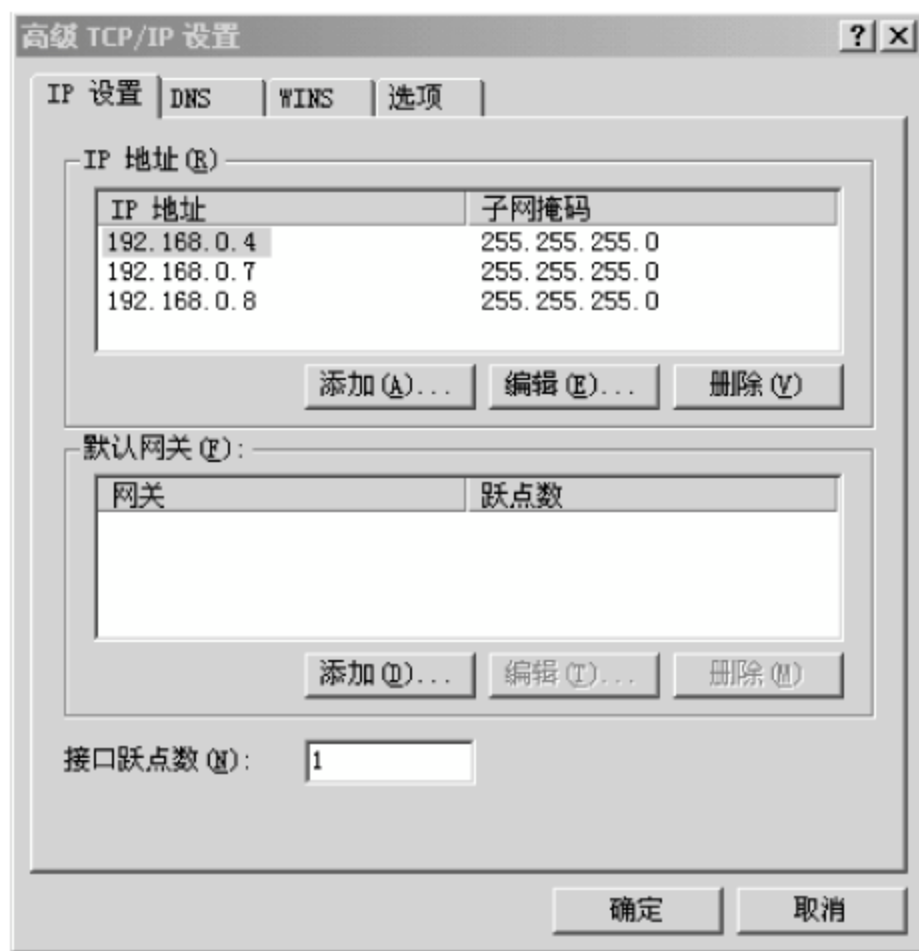 高级 TCP/IP 设置
IP 设置 DNS WINS 选项
IP 地址(R)
IP 地址 子网掩码
192.168.0.4 255.255.255.0
192.168.0.7 255.255.255.0
192.168.0.8 255.255.255.0
添加(A)... 编辑(E)... 删除(V)
默认网关(F):
网关 跃点数
添加(D)... 编辑(T)... 删除(M)
接口跃点数(N): 1
确定 取消